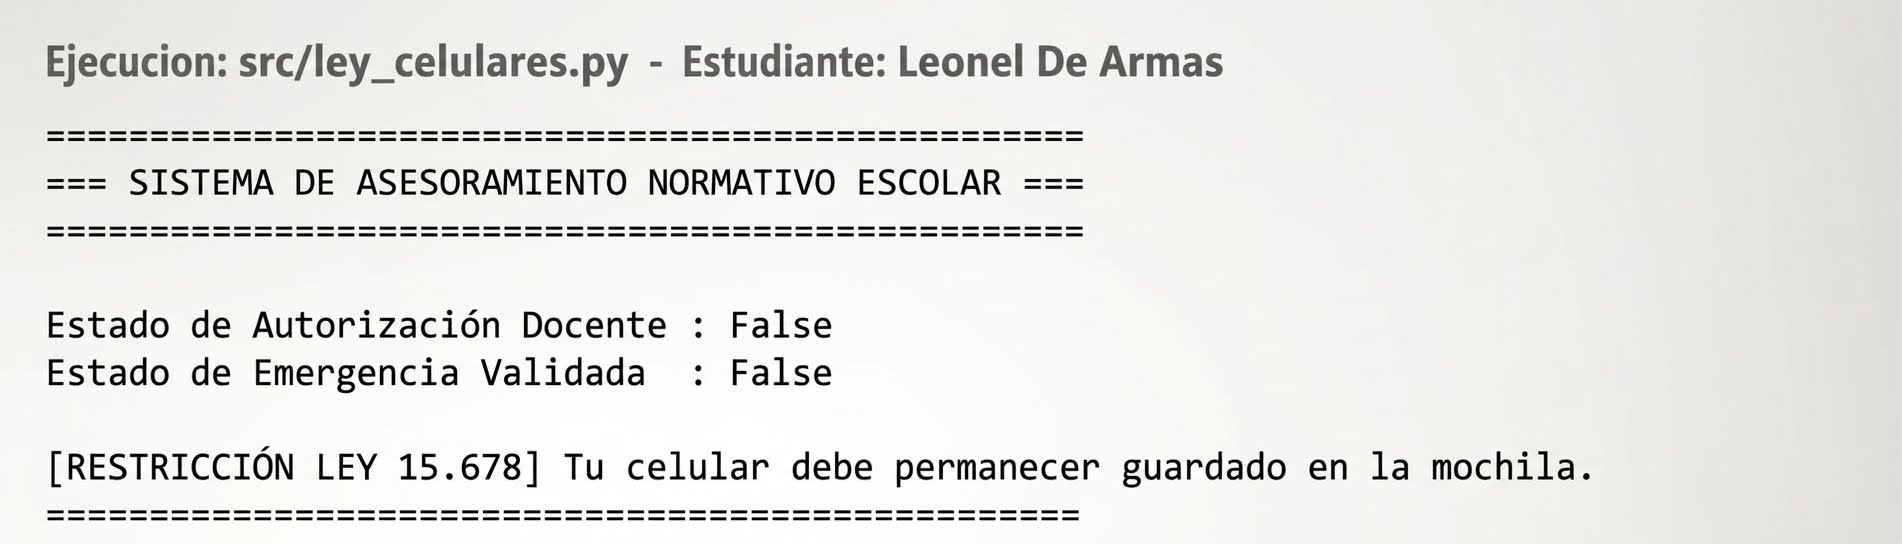 Ejecucion: src/ley_celulares.py - Estudiante: Leonel De Armas
==================================================
=== SISTEMA DE ASESORAMIENTO NORMATIVO ESCOLAR ===
==================================================
Estado de Autorización Docente : False
Estado de Emergencia Validada  : False
[RESTRICCIÓN LEY 15.678] Tu celular debe permanecer guardado en la mochila.
==================================================